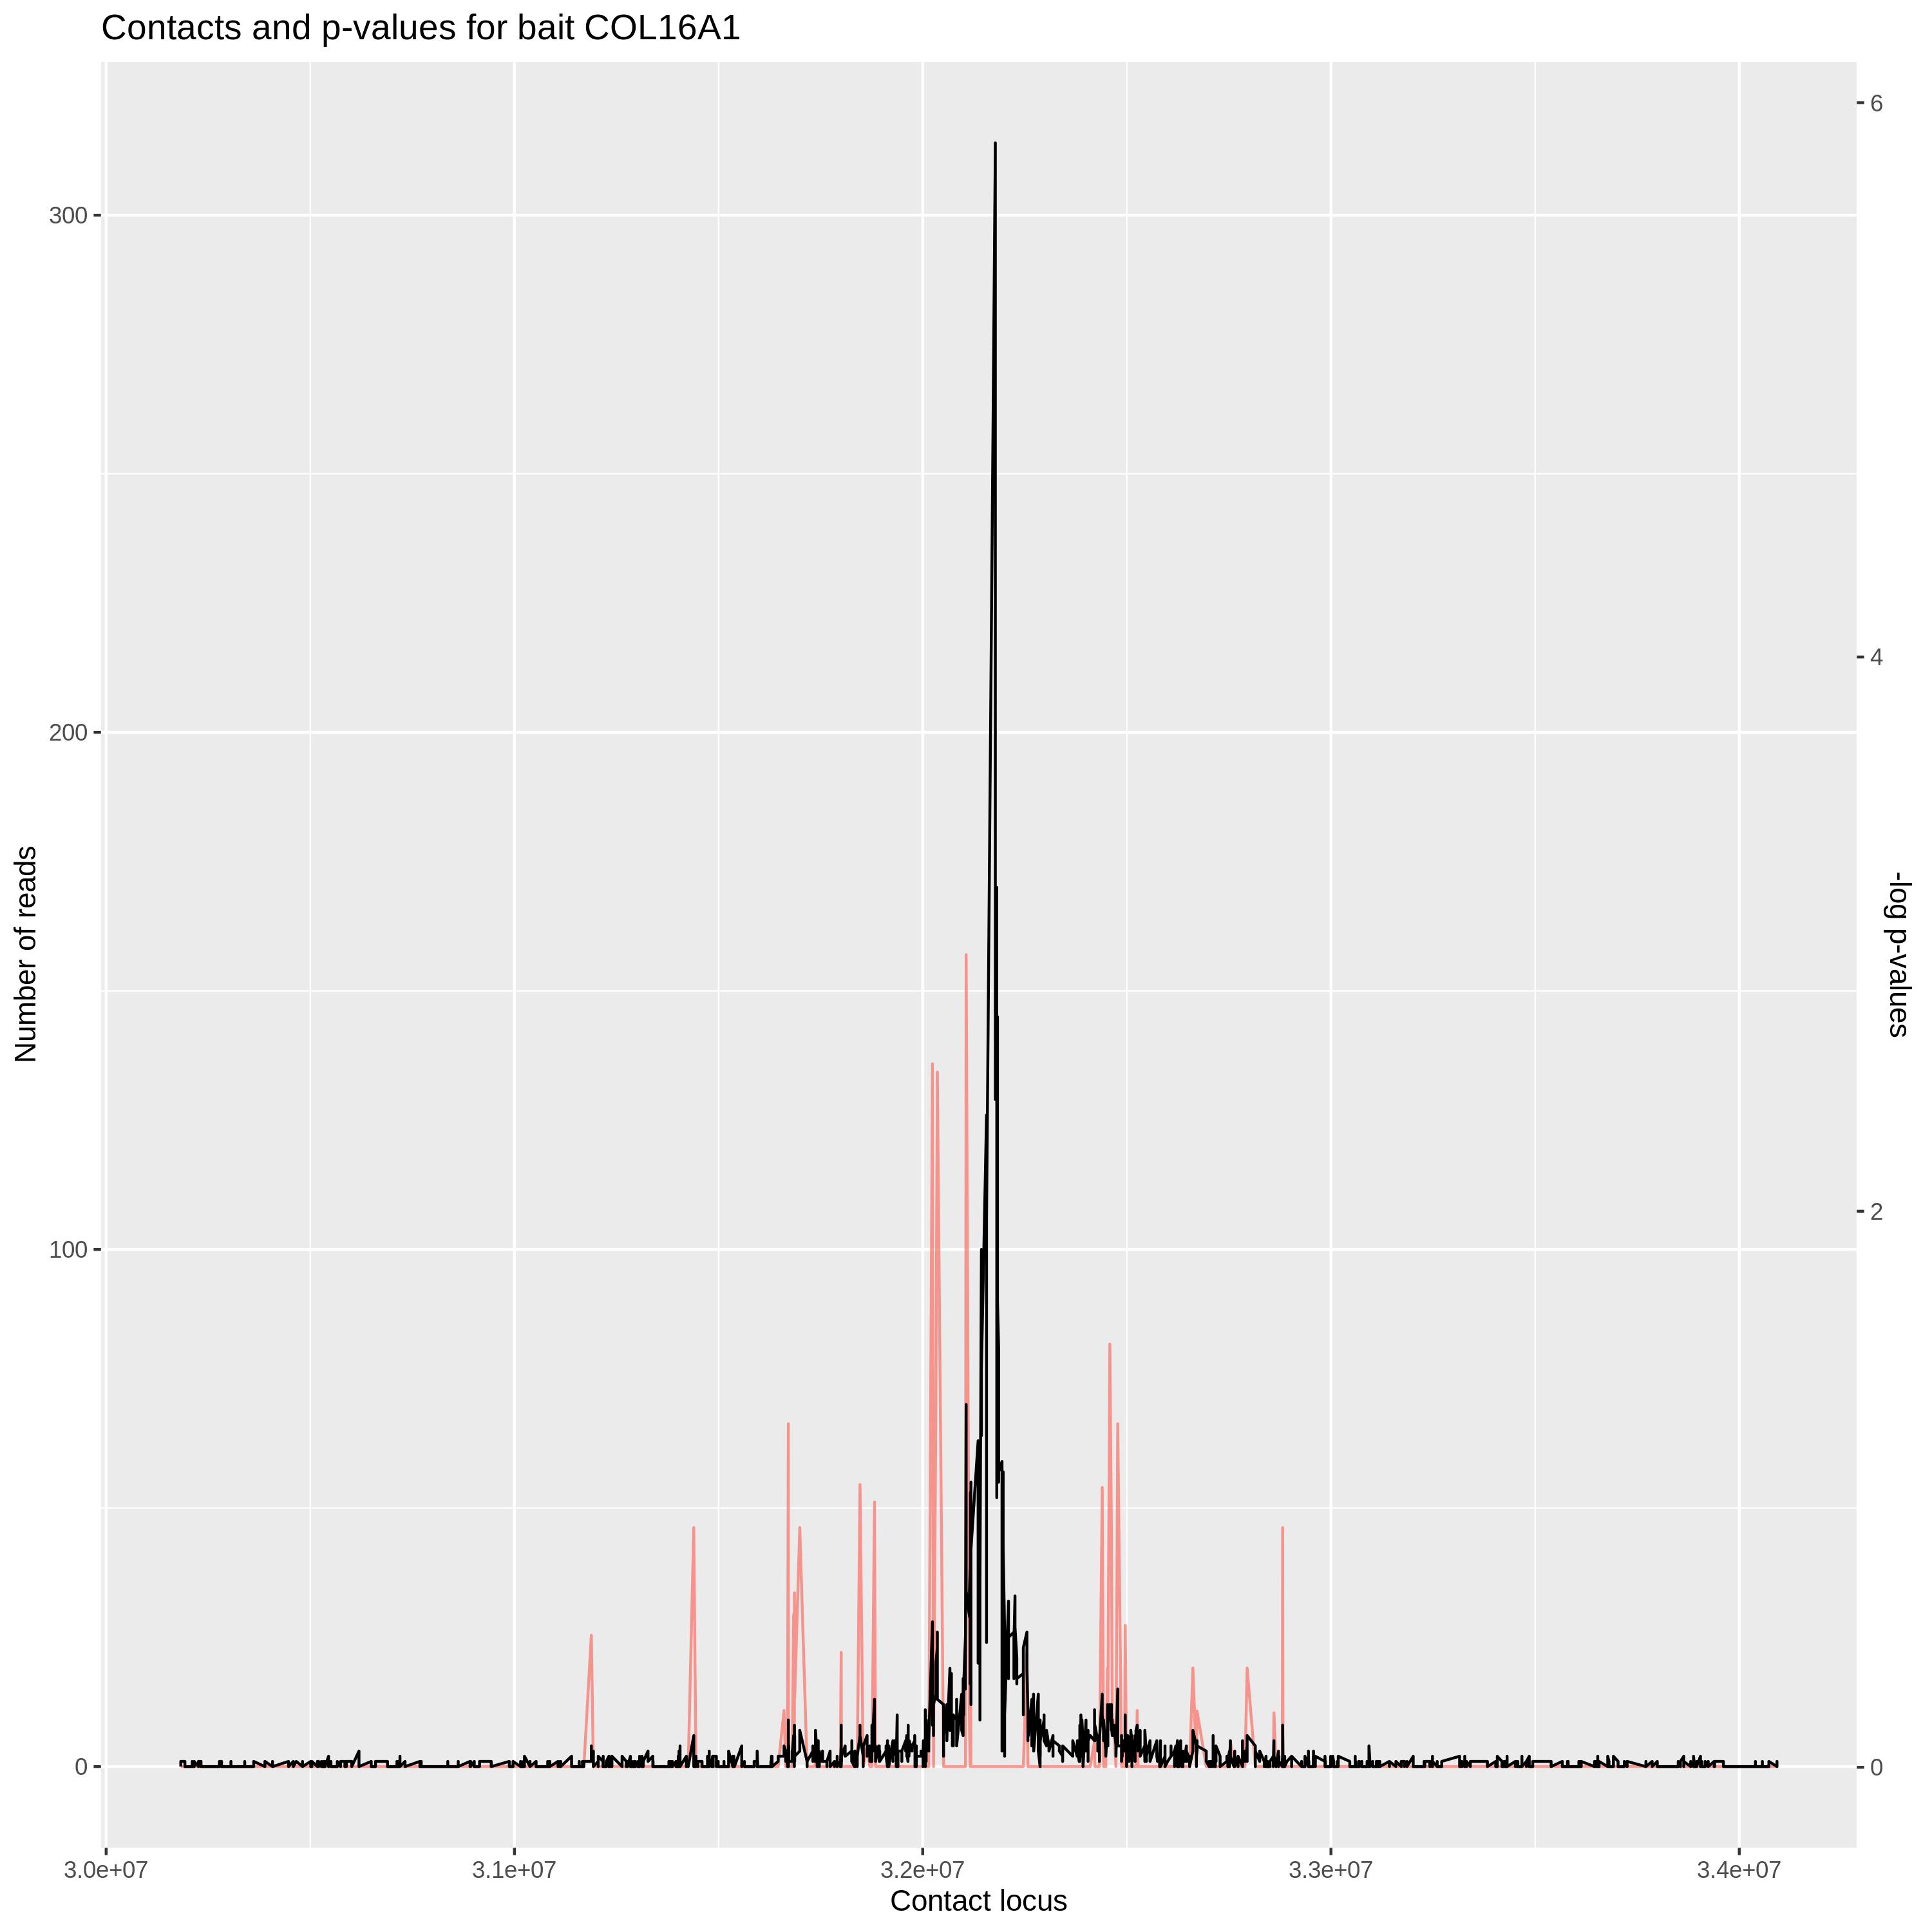 Contacts and p-values for bait COL16A1
Number of reads
300
200
100
0
6
4
2
0
-log p-values
3.0e+07
3.1e+07
3.2e+07
3.3e+07
3.4e+07
Contact locus